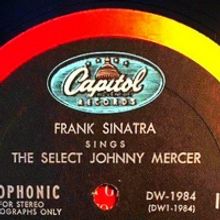 Capitol
RECORDS
FRANK SINATRA
SINGS
THE SELECT JOHNNY MERCER
OPHONIC
FOR STEREO
OGRAPHS ONLY
DW-1984
(DW1-1984)